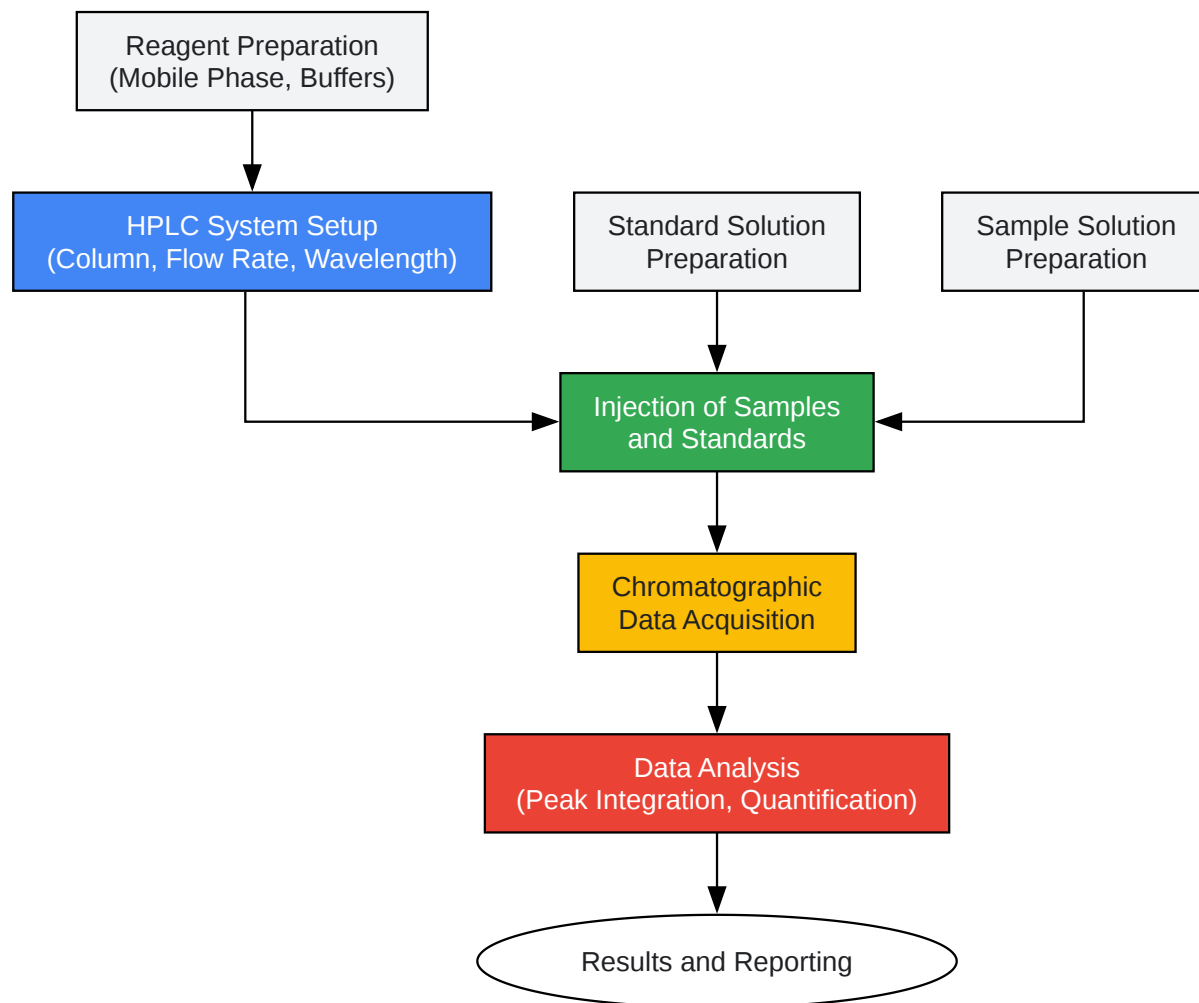 Reagent Preparation
(Mobile Phase, Buffers)
HPLC System Setup
(Column, Flow Rate, Wavelength)
Standard Solution
Preparation
Sample Solution
Preparation
Injection of Samples
and Standards
Chromatographic
Data Acquisition
Data Analysis
(Peak Integration, Quantification)
Results and Reporting